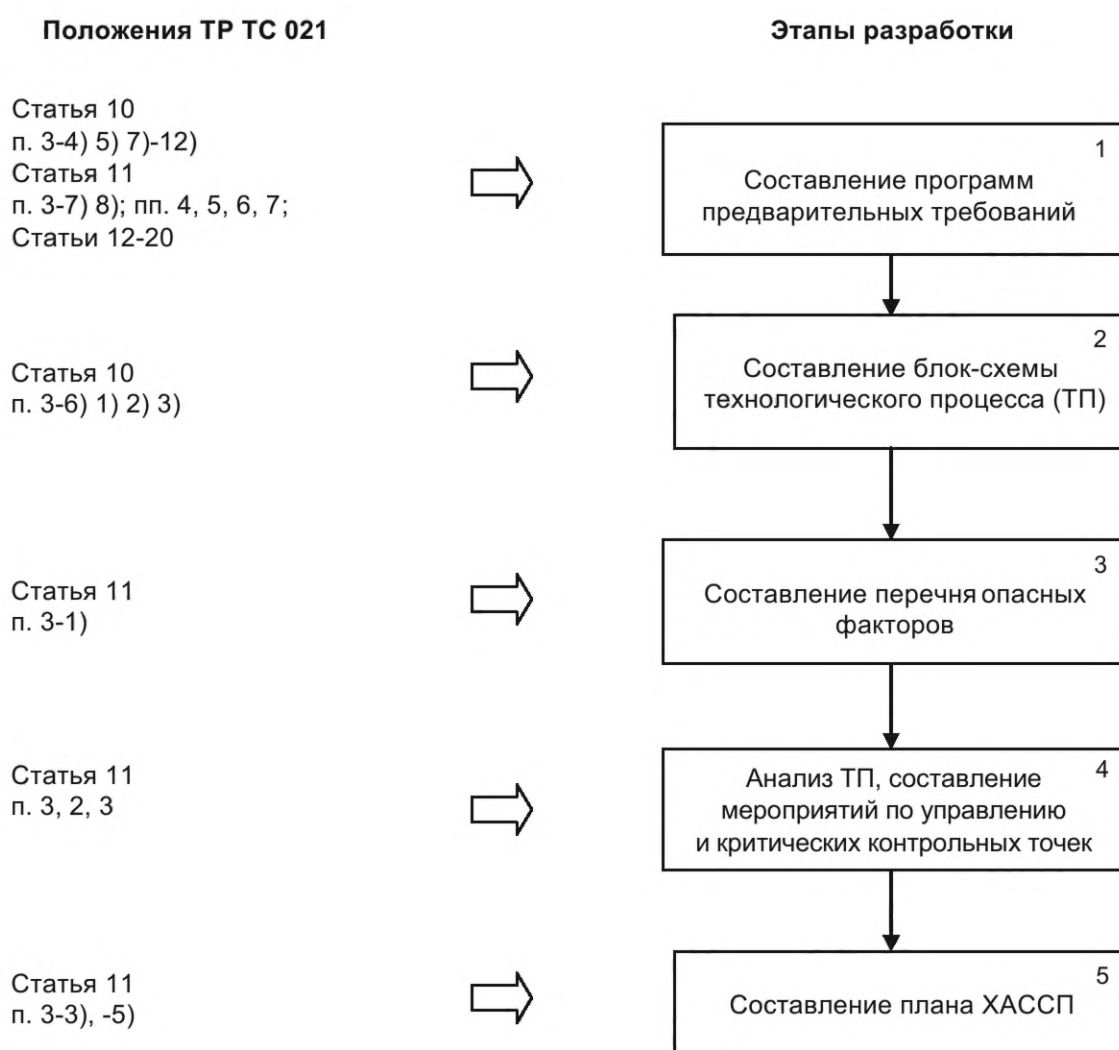 Положения ТР ТС 021
Этапы разработки
Статья 10
п. 3-4) 5) 7)-12)
Статья 11
п. 3-7) 8); пп. 4, 5, 6, 7;
Статьи 12-20
1
Составление программ
предварительных требований
Статья 10
п. 3-6) 1) 2) 3)
2
Составление блок-схемы
технологического процесса (ТП)
Статья 11
п. 3-1)
3
Составление перечня опасных
факторов
Статья 11
п. 3, 2, 3
4
Анализ ТП, составление
мероприятий по управлению
и критических контрольных точек
Статья 11
п. 3-3), -5)
5
Составление плана ХАССП